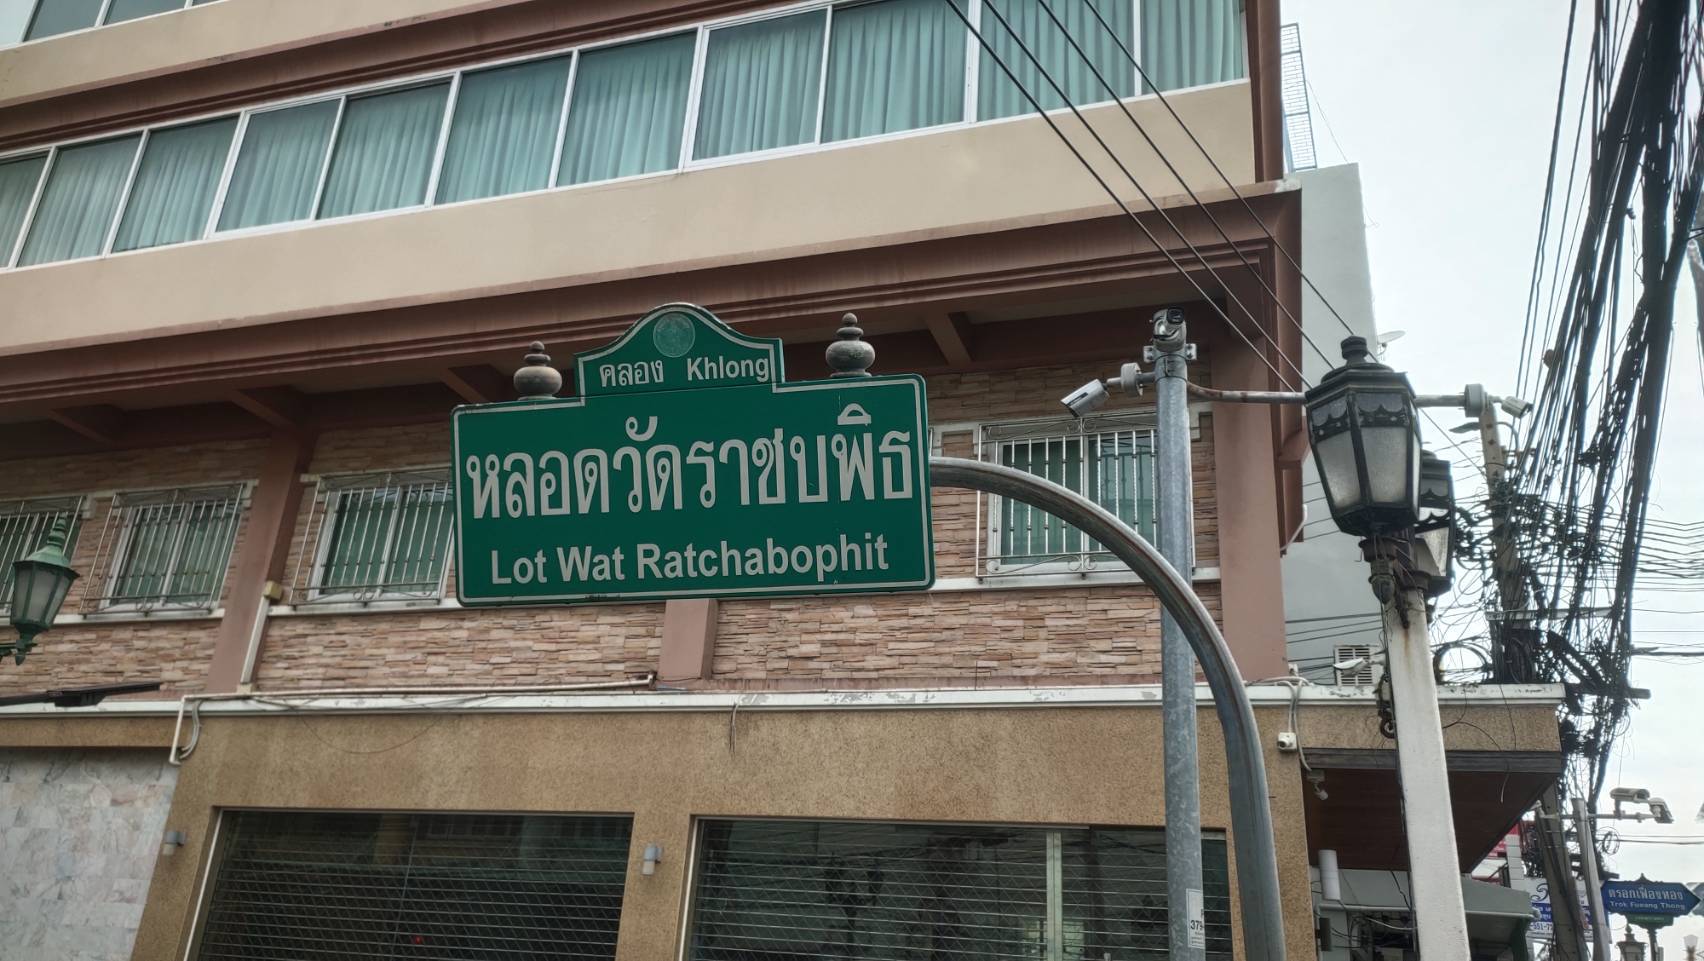 คลอง Khlong
หลอดวัดราชบพิธ
Lot Wat Ratchabophit
379
ตรอกเฟื่องทอง
Trok Fueang Thong